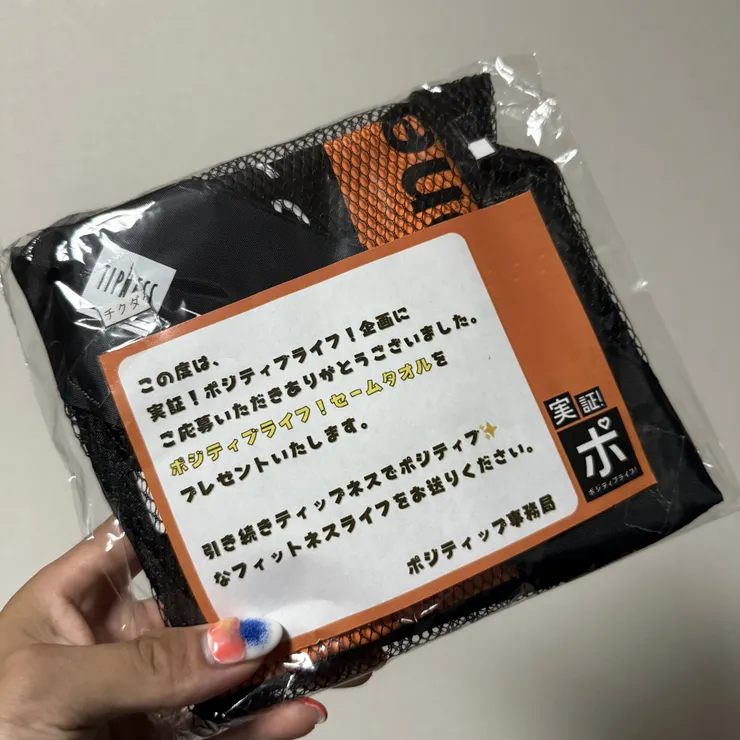 TIPNESS
チクダ
この度は、
実証！ポジティブライフ！企画に
ご応募いただきありがとうございました。
ポジティブライフ！セームタオルを
プレゼントいたします。
引き続きティップネスでポジティブ✨
なフィットネスライフをお送りください。
ポジティップ事務局
実証!
ポ
ポジティブライフ!